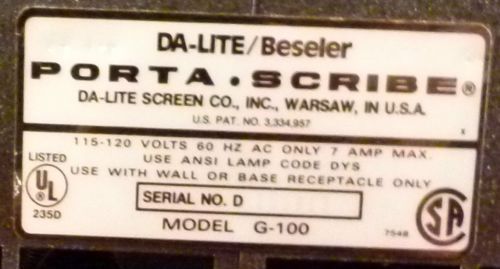 DA-LITE/Beseler
PORTA·SCRIBE®
DA-LITE SCREEN CO., INC., WARSAW, IN U.S.A.
U.S. PAT. NO. 3,334,957
x
115-120 VOLTS 60 HZ AC ONLY 7 AMP MAX.
USE ANSI LAMP CODE DYS
USE WITH WALL OR BASE RECEPTACLE ONLY
LISTED
UL
235D
SERIAL NO. D
MODEL G-100
SA
7548